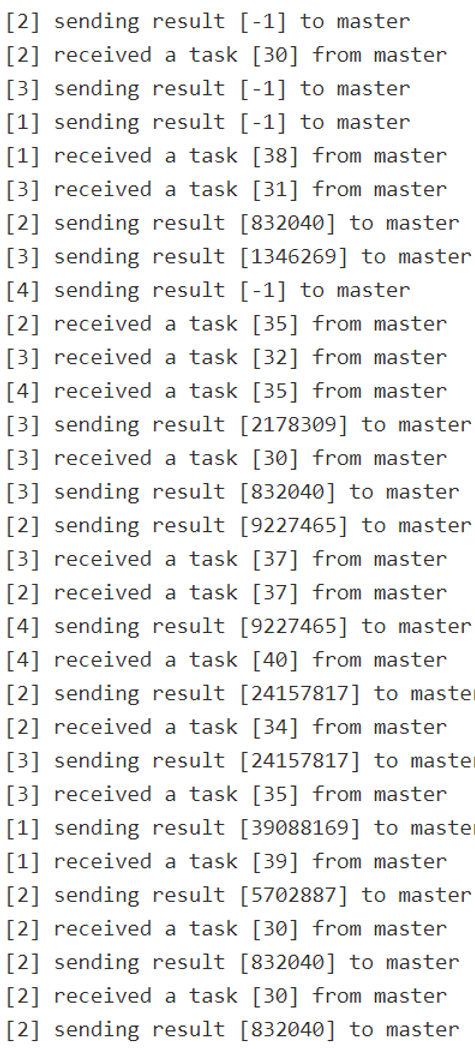 [2] sending result [-1] to master
[2] received a task [30] from master
[3] sending result [-1] to master
[1] sending result [-1] to master
[1] received a task [38] from master
[3] received a task [31] from master
[2] sending result [832040] to master
[3] sending result [1346269] to master
[4] sending result [-1] to master
[2] received a task [35] from master
[3] received a task [32] from master
[4] received a task [35] from master
[3] sending result [2178309] to master
[3] received a task [30] from master
[3] sending result [832040] to master
[2] sending result [9227465] to master
[3] received a task [37] from master
[2] received a task [37] from master
[4] sending result [9227465] to master
[4] received a task [40] from master
[2] sending result [24157817] to master
[2] received a task [34] from master
[3] sending result [24157817] to master
[3] received a task [35] from master
[1] sending result [39088169] to master
[1] received a task [39] from master
[2] sending result [5702887] to master
[2] received a task [30] from master
[2] sending result [832040] to master
[2] received a task [30] from master
[2] sending result [832040] to master